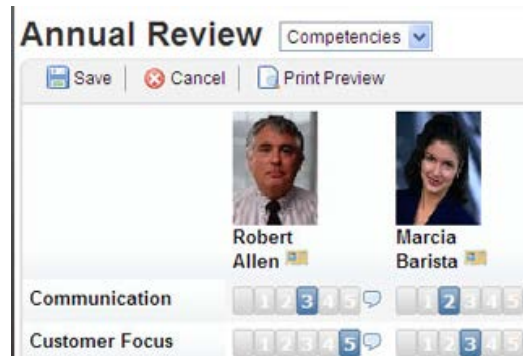 Annual Review Competencies
Save Cancel Print Preview
Robert Allen
Marcia Barista
Communication 1 2 3 4 5 1 2 3 4 5
Customer Focus 1 2 3 4 5 1 2 3 4 5